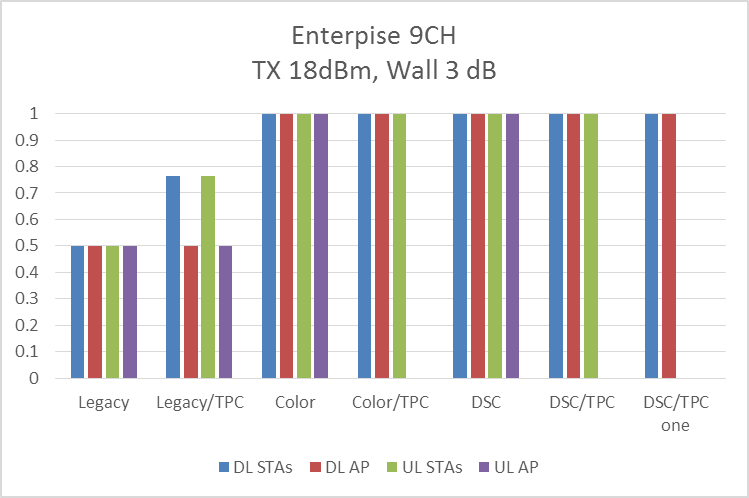 Enterpise 9CH
TX 18dBm, Wall 3 dB
1
0.9
0.8
0.7
0.6
0.5
0.4
0.3
0.2
0.1
0
Legacy
Legacy/TPC
Color
Color/TPC
DSC
DSC/TPC
DSC/TPC
one
DL STAs
DL AP
UL STAs
UL AP